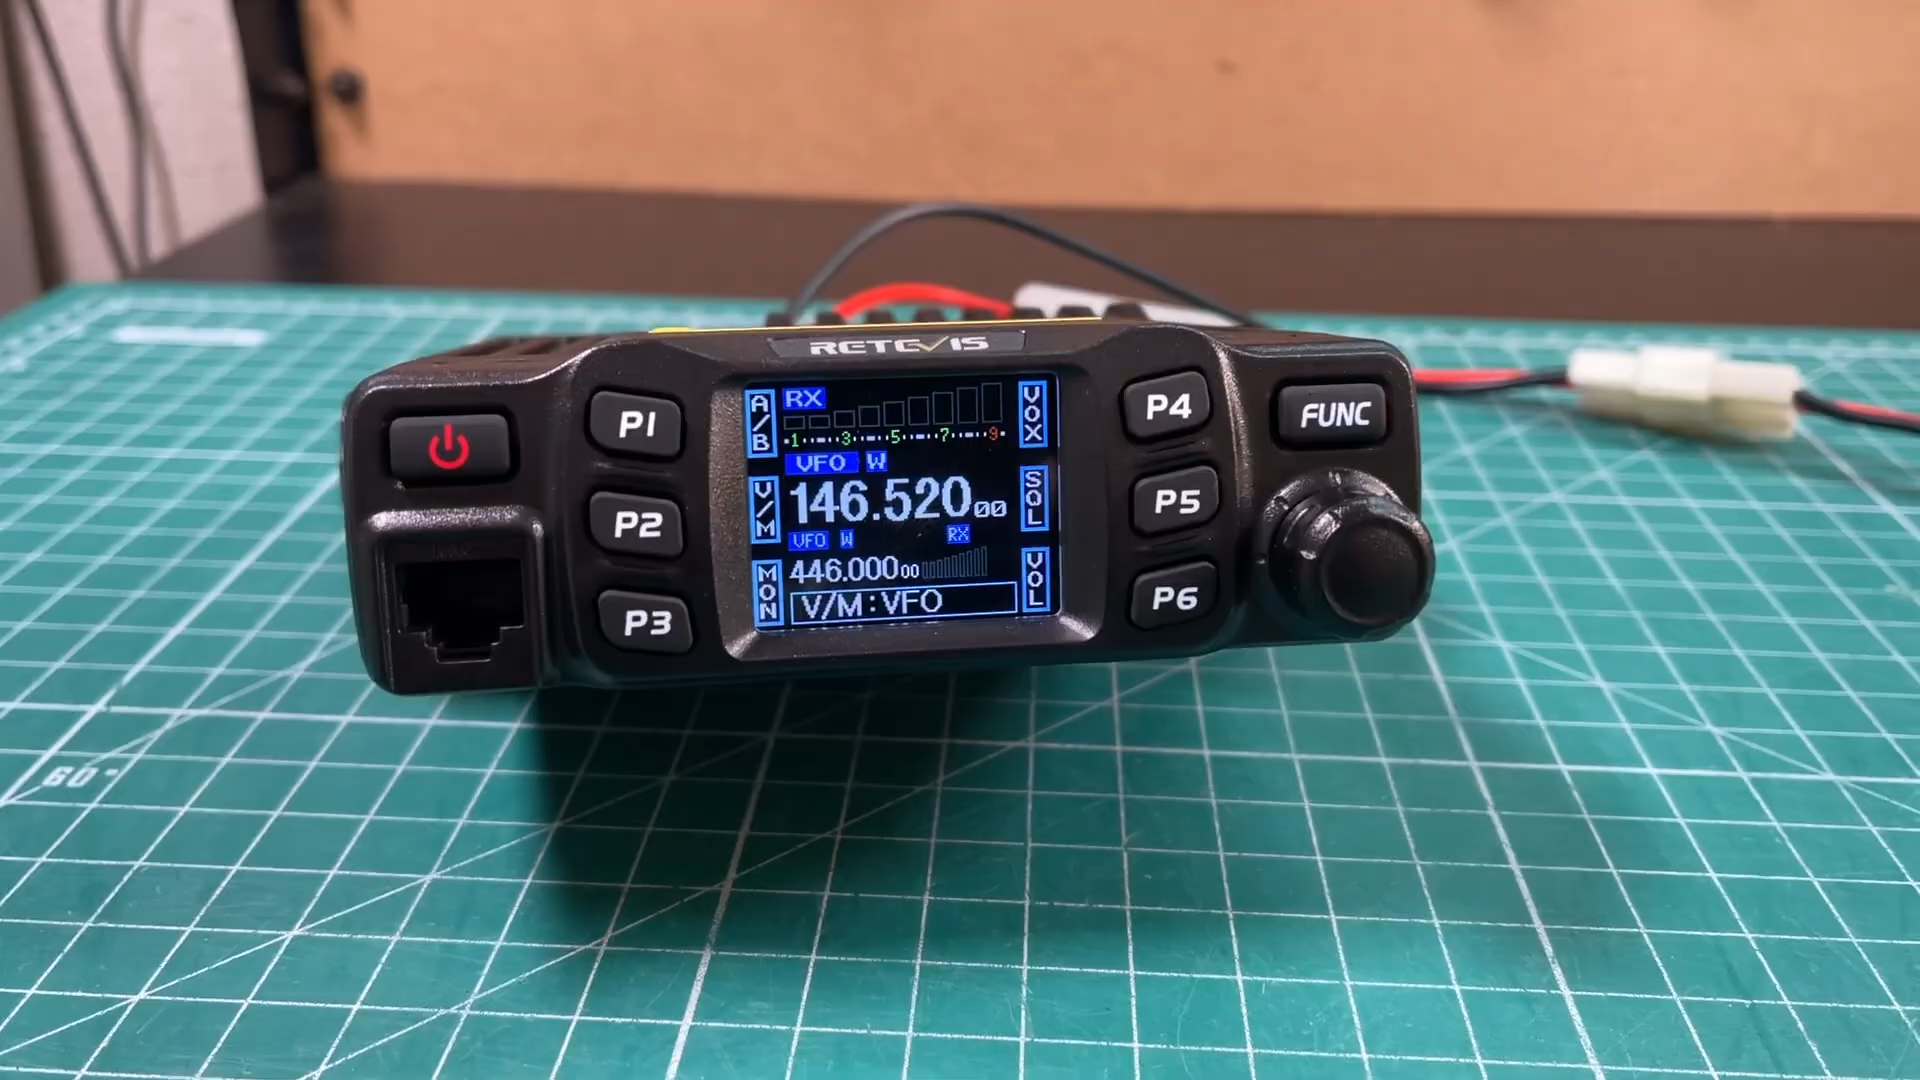 RETEVIS
P1
P2
P3
A/B
V/M
MON
RX
1 3 5 7 9
VFO W
146.52000
VFO W RX
446.00000
V/M:VFO
VOX
SQL
VOL
P4
P5
P6
FUNC
60°